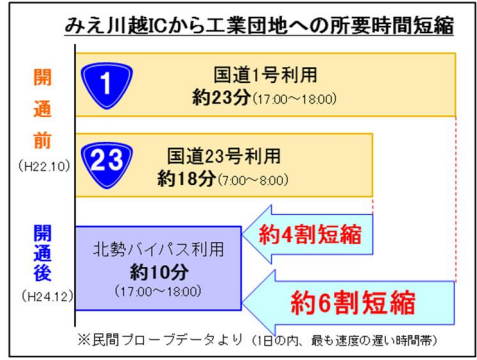 みえ川越ICから工業団地への所要時間短縮
開通前
(H22.10)
1
国道1号利用
約23分(17:00～18:00)
23
国道23号利用
約18分(7:00～8:00)
開通後
(H24.12)
北勢バイパス利用
約10分
(17:00～18:00)
約4割短縮
約6割短縮
※民間プローブデータより (1日の内、最も速度の遅い時間帯)